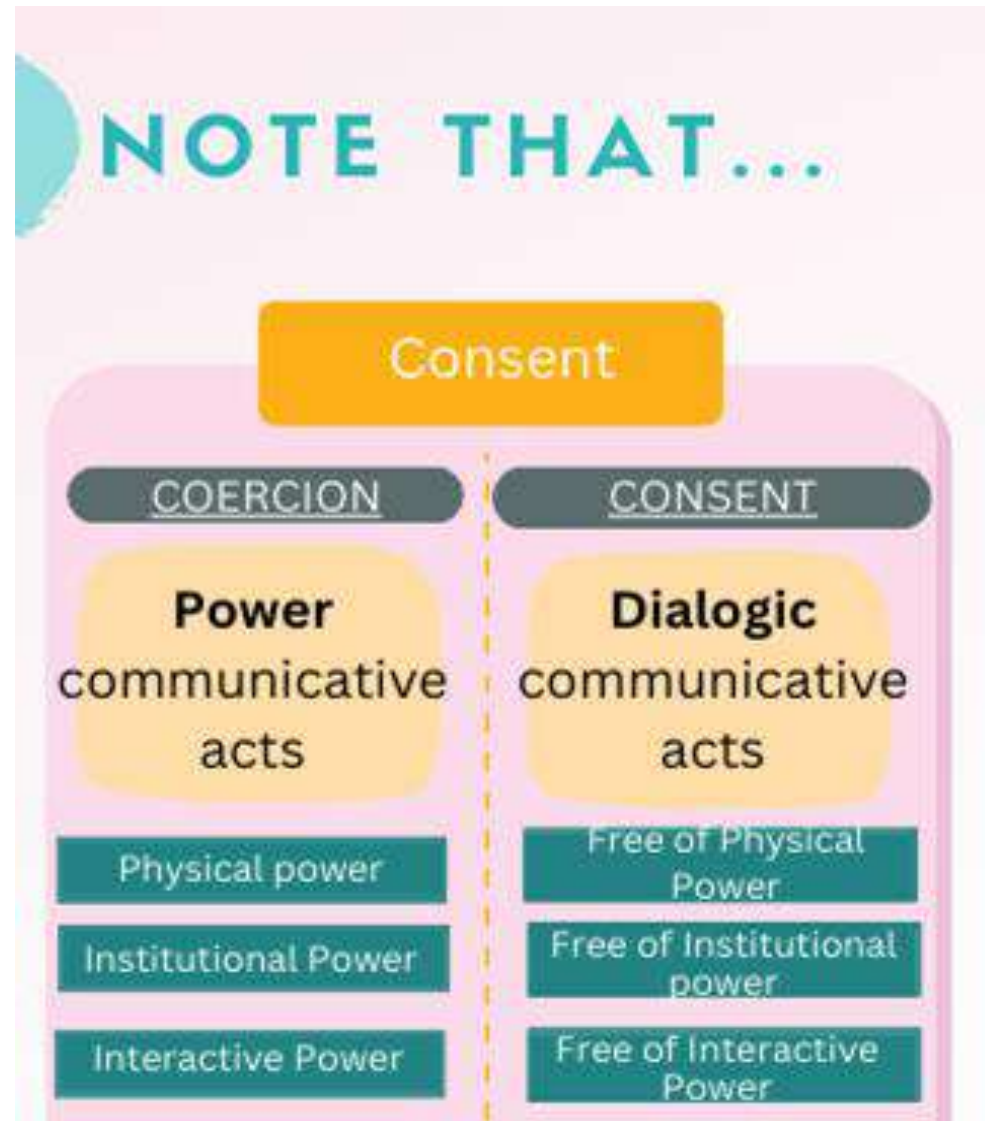 NOTE THAT...
Consent
COERCION
Power
communicative
acts
Physical power
Institutional Power
Interactive Power
CONSENT
Dialogic
communicative
acts
Free of Physical
Power
Free of Institutional
power
Free of Interactive
Power